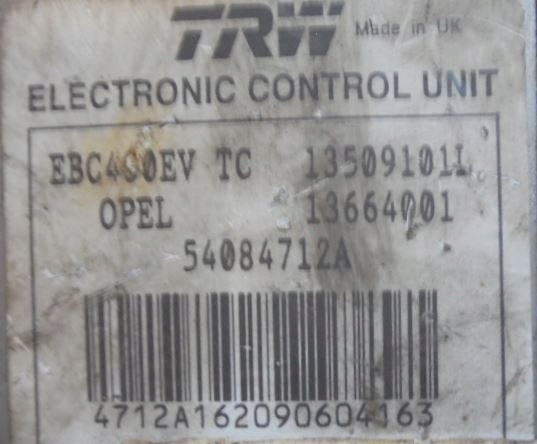 TRW Made in UK
ELECTRONIC CONTROL UNIT
EBC430EV TC 13509101L
OPEL 13664001
54084712A
4712A162090604163